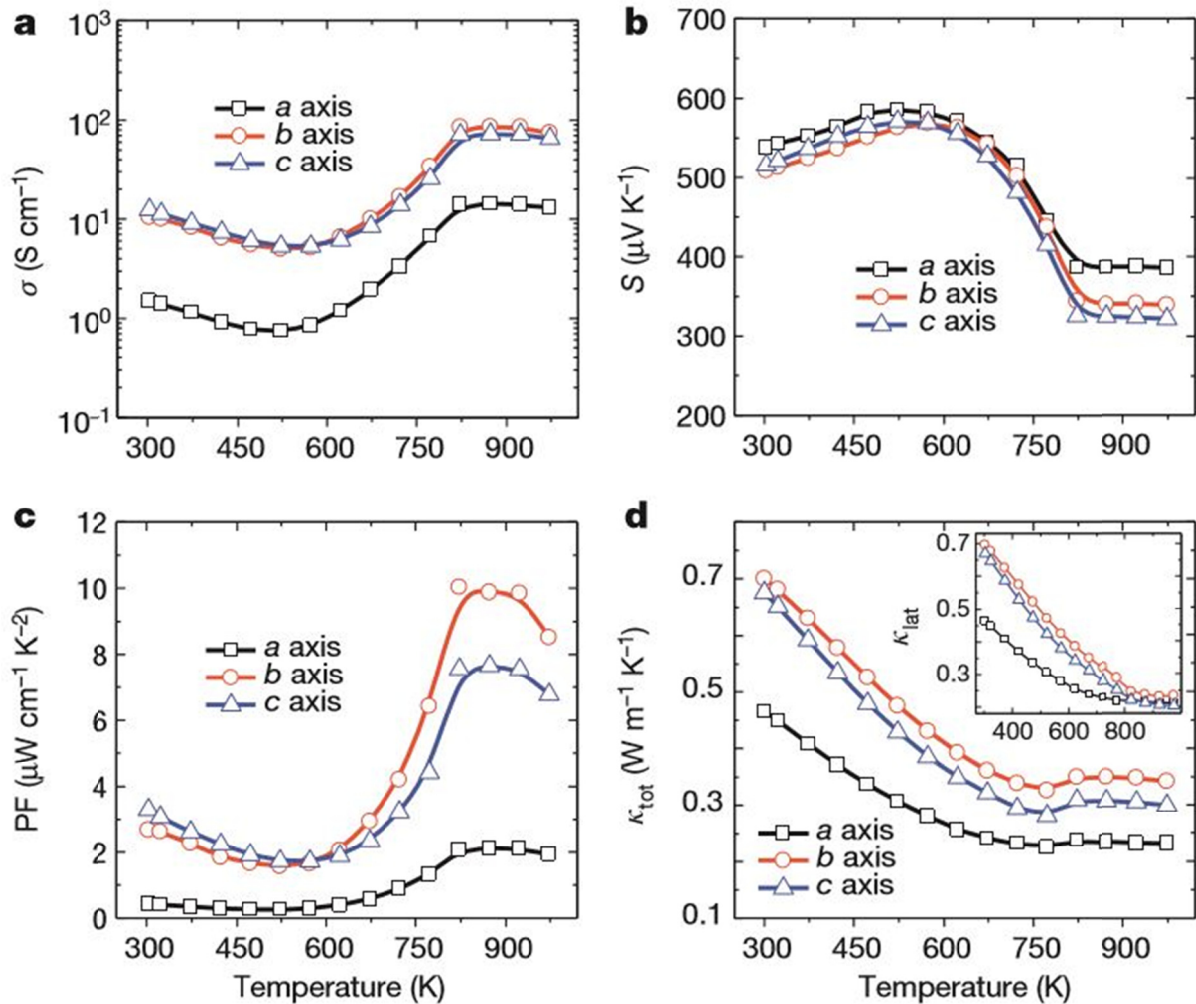 a
10³
10²
10¹
10⁰
10⁻¹
σ (S cm⁻¹)
a axis
b axis
c axis
300 450 600 750 900
b
700
600
500
400
300
200
S (μV K⁻¹)
a axis
b axis
c axis
300 450 600 750 900
c
12
10
8
6
4
2
0
PF (μW cm⁻¹ K⁻²)
a axis
b axis
c axis
300 450 600 750 900
Temperature (K)
d
0.7
0.5
0.3
0.1
κtot (W m⁻¹ K⁻¹)
0.7
0.5
0.3
κlat
400 600 800
a axis
b axis
c axis
300 450 600 750 900
Temperature (K)